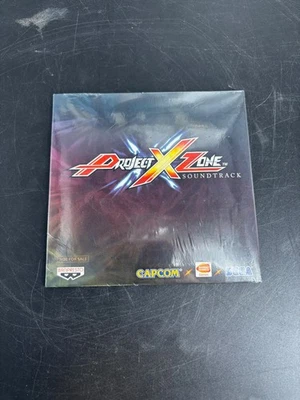 PROJECT X ZONE
SOUNDTRACK
CAPCOM × ×